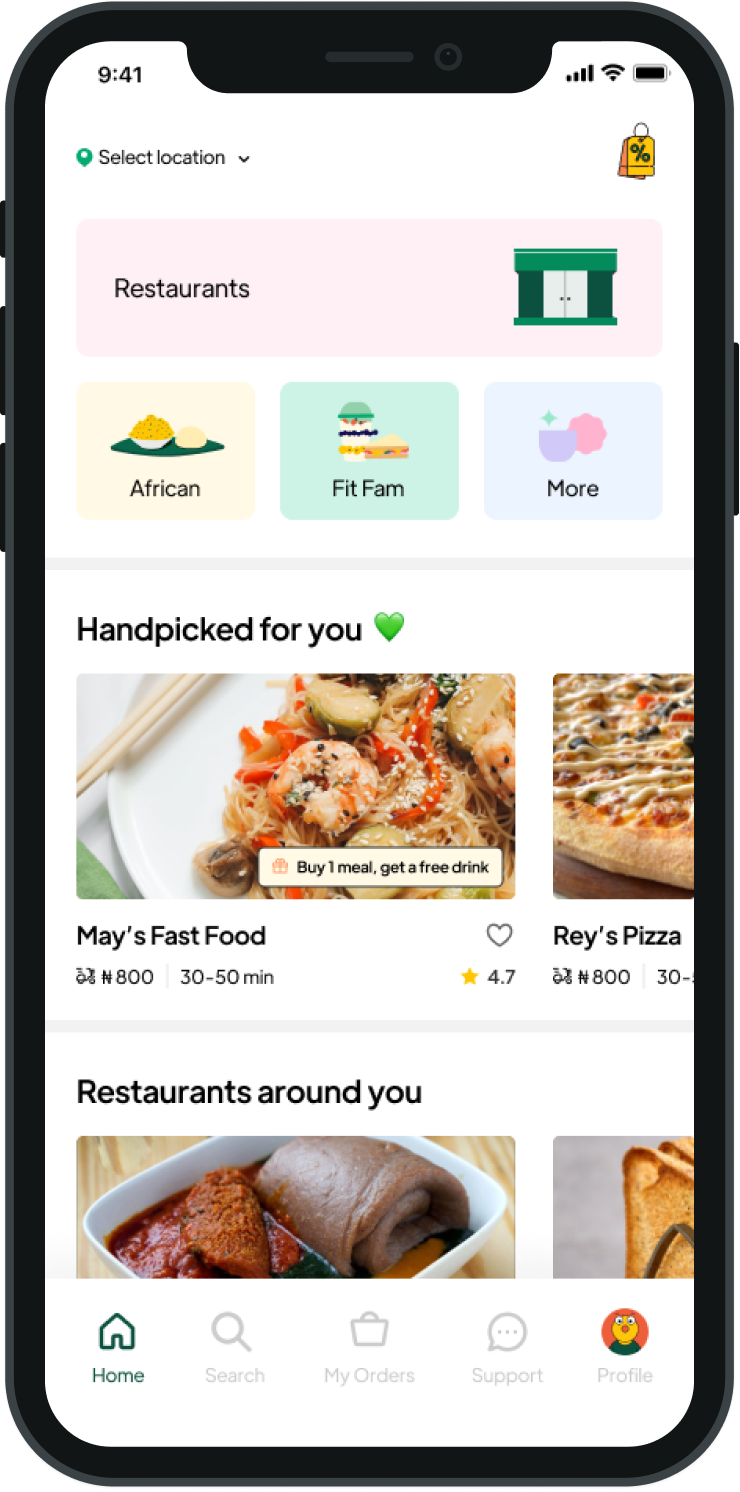 9:41
Select location
%
Restaurants
African
Fit Fam
More
Handpicked for you 💚
Buy 1 meal, get a free drink
May’s Fast Food
₦800 | 30-50 min
4.7
Rey’s Pizza
₦800 | 30-
Restaurants around you
Home
Search
My Orders
Support
Profile